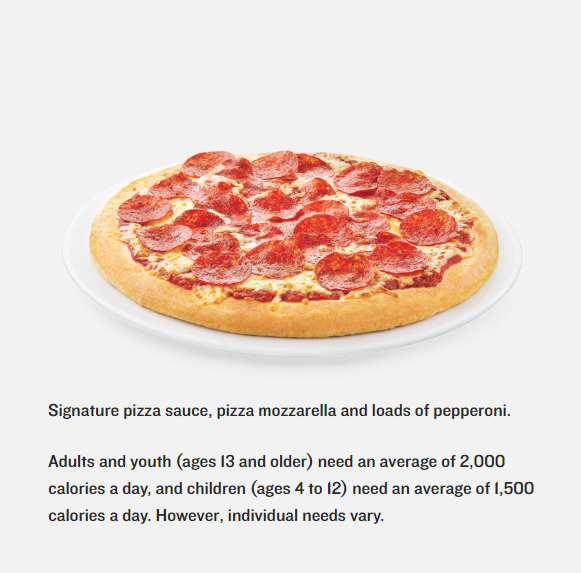 Signature pizza sauce, pizza mozzarella and loads of pepperoni.
Adults and youth (ages 13 and older) need an average of 2,000
calories a day, and children (ages 4 to 12) need an average of 1,500
calories a day. However, individual needs vary.